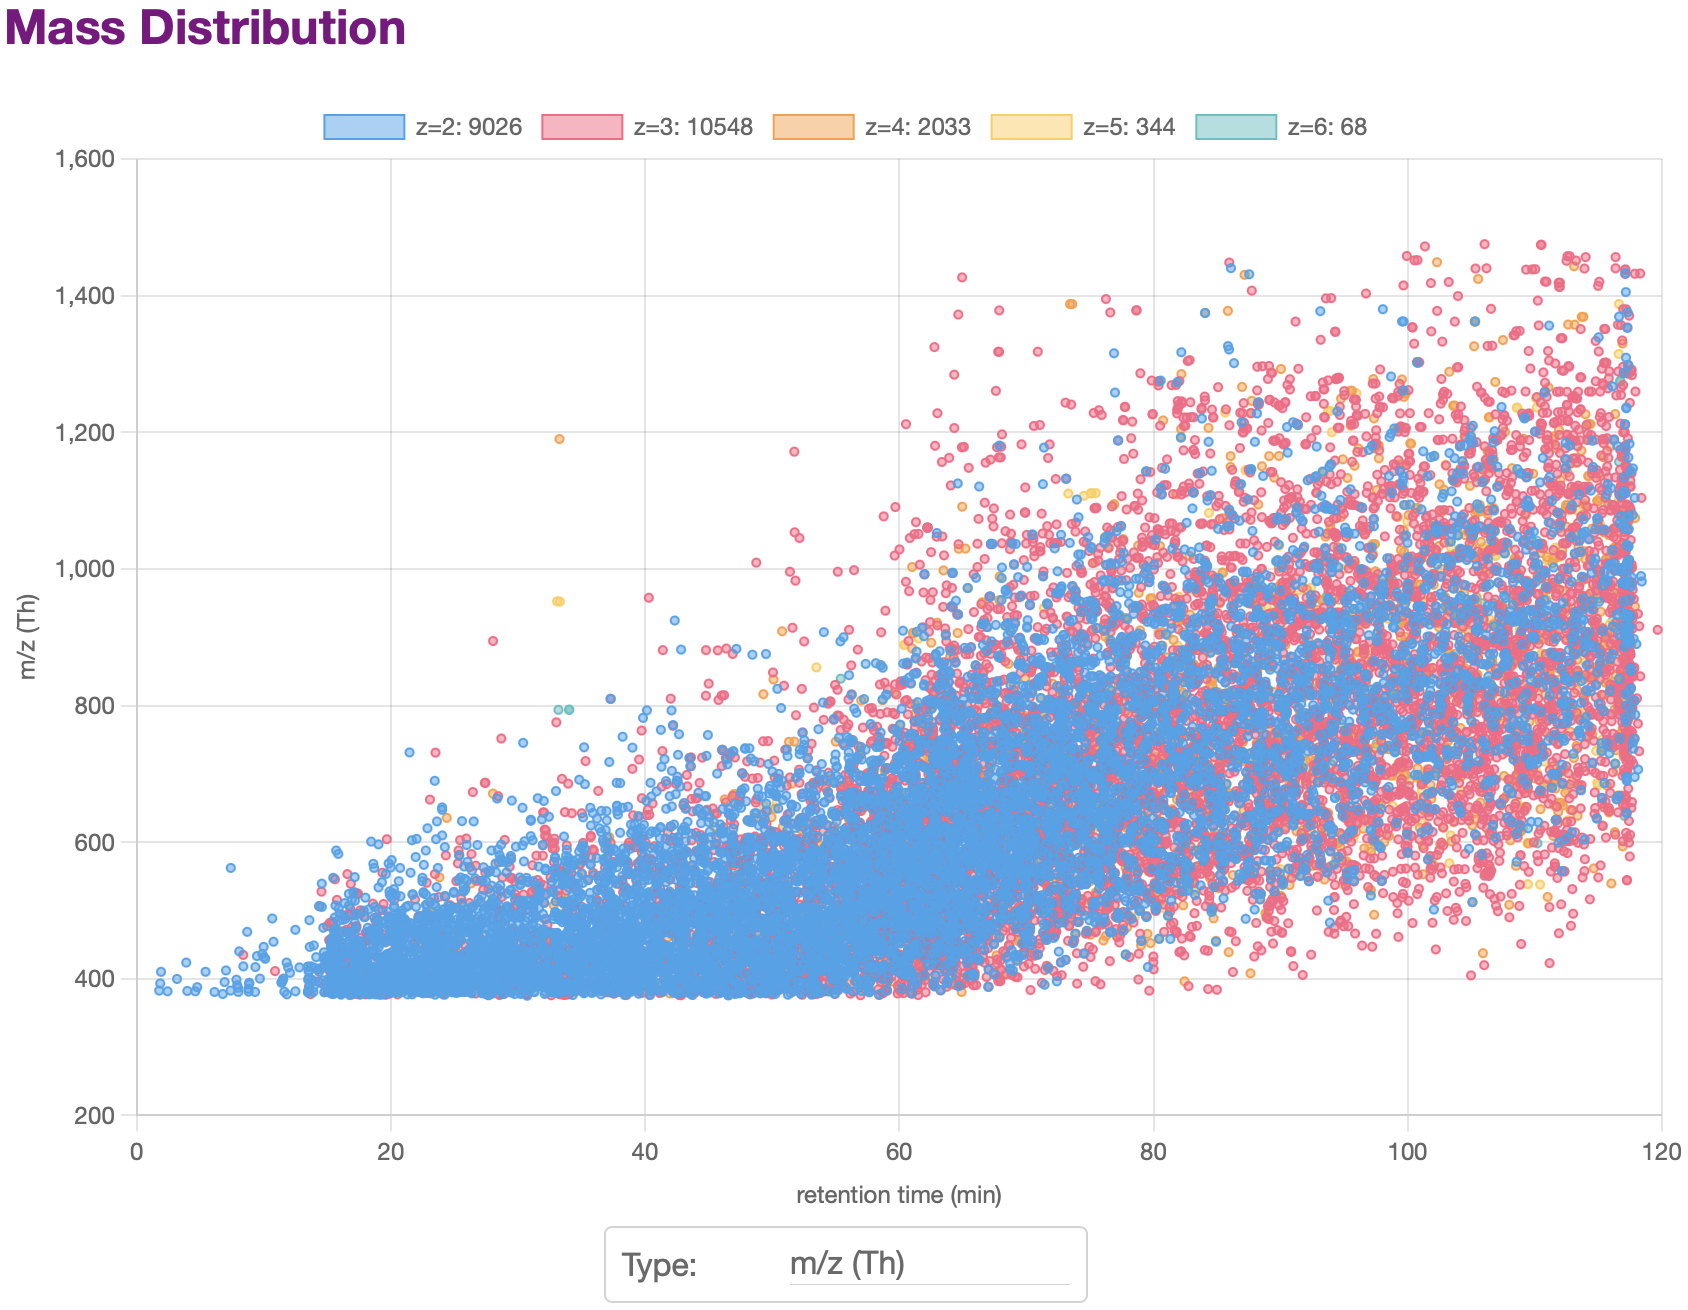 Mass Distribution
z=2: 9026 z=3: 10548 z=4: 2033 z=5: 344 z=6: 68
1,600
1,400
1,200
1,000
800
600
400
200
m/z (Th)
0 20 40 60 80 100 120
retention time (min)
Type: m/z (Th)